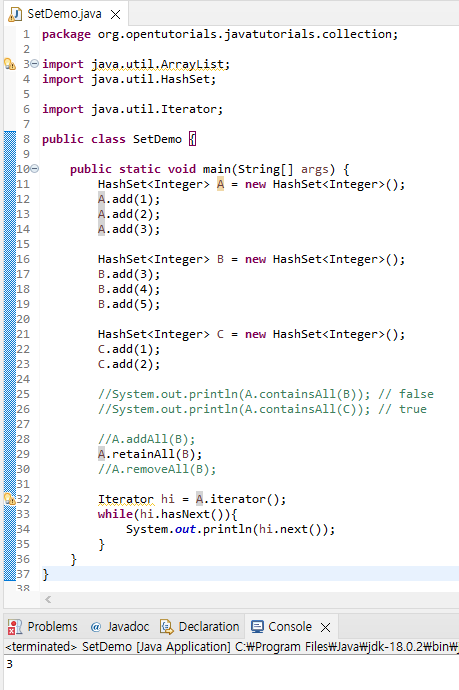 SetDemo.java
1 package org.opentutorials.javatutorials.collection;
2
3 import java.util.ArrayList;
4 import java.util.HashSet;
5
6 import java.util.Iterator;
7
8 public class SetDemo {
9
10 public static void main(String[] args) {
11 HashSet<Integer> A = new HashSet<Integer>();
12 A.add(1);
13 A.add(2);
14 A.add(3);
15
16 HashSet<Integer> B = new HashSet<Integer>();
17 B.add(3);
18 B.add(4);
19 B.add(5);
20
21 HashSet<Integer> C = new HashSet<Integer>();
22 C.add(1);
23 C.add(2);
24
25 //System.out.println(A.containsAll(B)); // false
26 //System.out.println(A.containsAll(C)); // true
27
28 //A.addAll(B);
29 A.retainAll(B);
30 //A.removeAll(B);
31
32 Iterator hi = A.iterator();
33 while(hi.hasNext()){
34 System.out.println(hi.next());
35 }
36 }
37 }
38
Problems @ Javadoc Declaration Console
<terminated> SetDemo [Java Application] C:₩Program Files₩Java₩jdk-18.0.2₩bin₩j
3